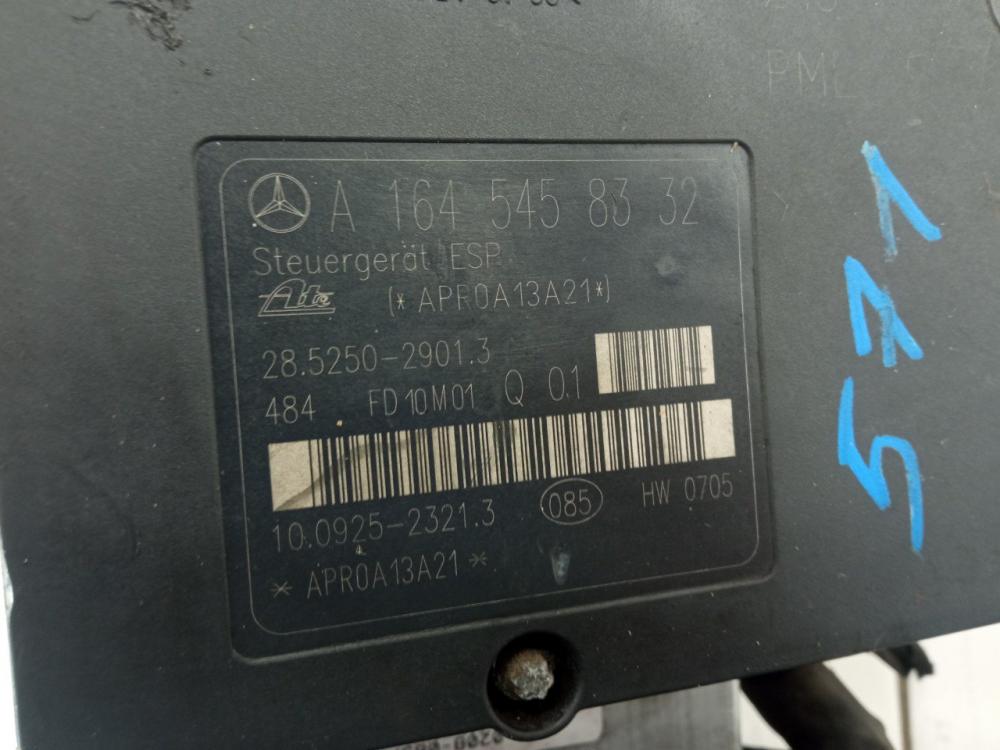 PML
A 164 545 83 32
Steuergerät ESP
Ate (*APR0A13A21*)
28.5250-2901.3
484 FD10M01 Q 01
10.0925-2321.3 085 HW 0705
* APR0A13A21 *
571